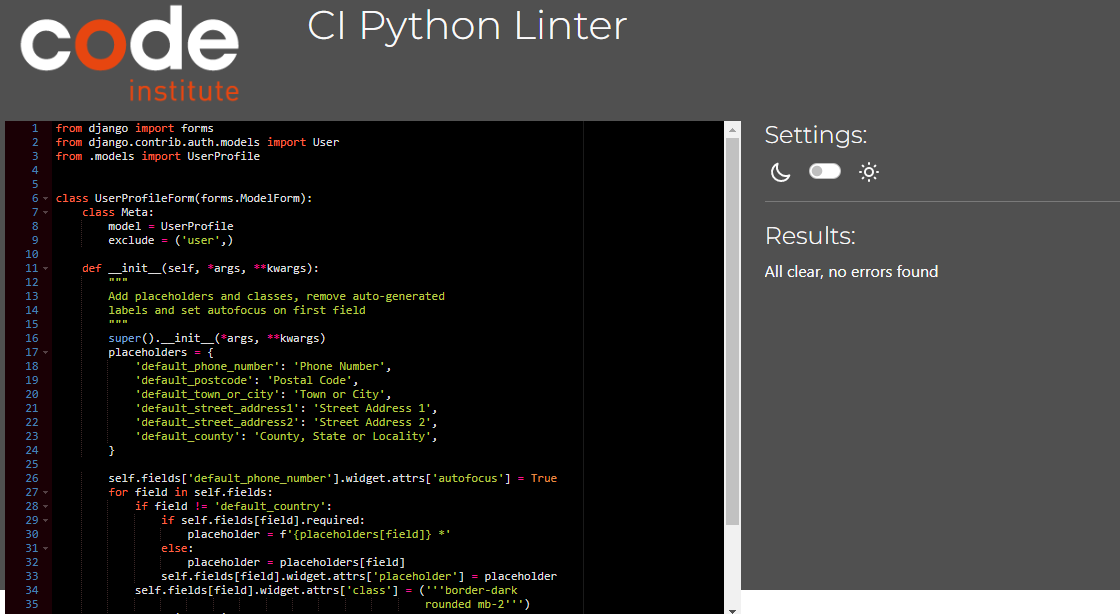 code
institute
CI Python Linter
1 from django import forms
2 from django.contrib.auth.models import User
3 from .models import UserProfile
4
5
6 class UserProfileForm(forms.ModelForm):
7     class Meta:
8         model = UserProfile
9         exclude = ('user',)
10
11     def __init__(self, *args, **kwargs):
12         """
13         Add placeholders and classes, remove auto-generated
14         labels and set autofocus on first field
15         """
16         super().__init__(*args, **kwargs)
17         placeholders = {
18             'default_phone_number': 'Phone Number',
19             'default_postcode': 'Postal Code',
20             'default_town_or_city': 'Town or City',
21             'default_street_address1': 'Street Address 1',
22             'default_street_address2': 'Street Address 2',
23             'default_county': 'County, State or Locality',
24         }
25
26         self.fields['default_phone_number'].widget.attrs['autofocus'] = True
27         for field in self.fields:
28             if field != 'default_country':
29                 if self.fields[field].required:
30                     placeholder = f'{placeholders[field]} *'
31                 else:
32                     placeholder = placeholders[field]
33                 self.fields[field].widget.attrs['placeholder'] = placeholder
34             self.fields[field].widget.attrs['class'] = ('''border-dark
35                                                         rounded mb-2''')
Settings:
Results:
All clear, no errors found